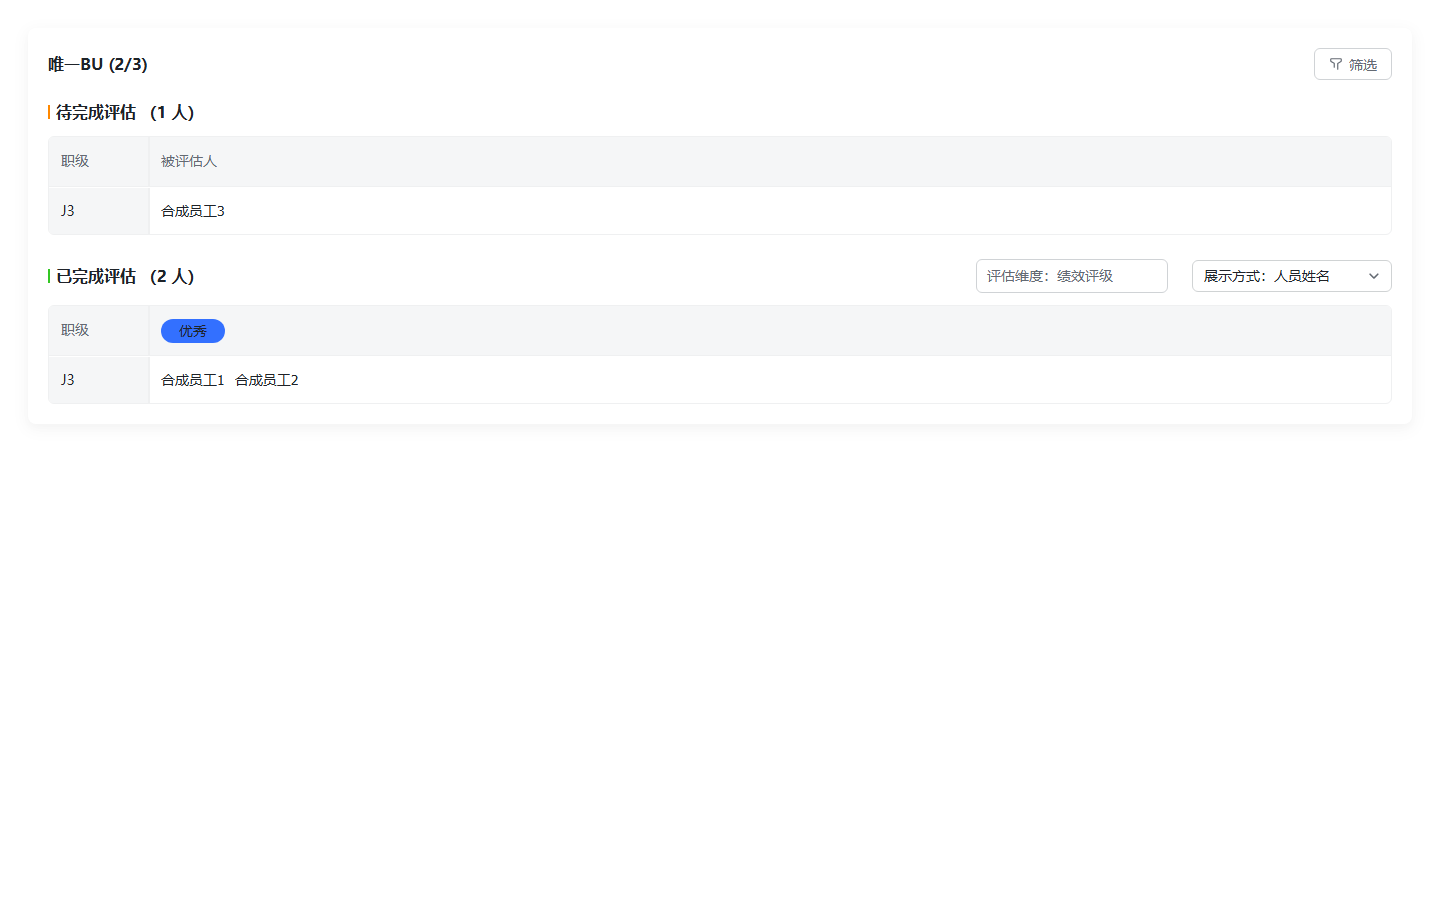 唯一BU (2/3)
筛选
待完成评估 (1 人)
职级 被评估人
J3 合成员工3
已完成评估 (2 人)
评估维度：绩效评级
展示方式：人员姓名
职级 优秀
J3 合成员工1 合成员工2